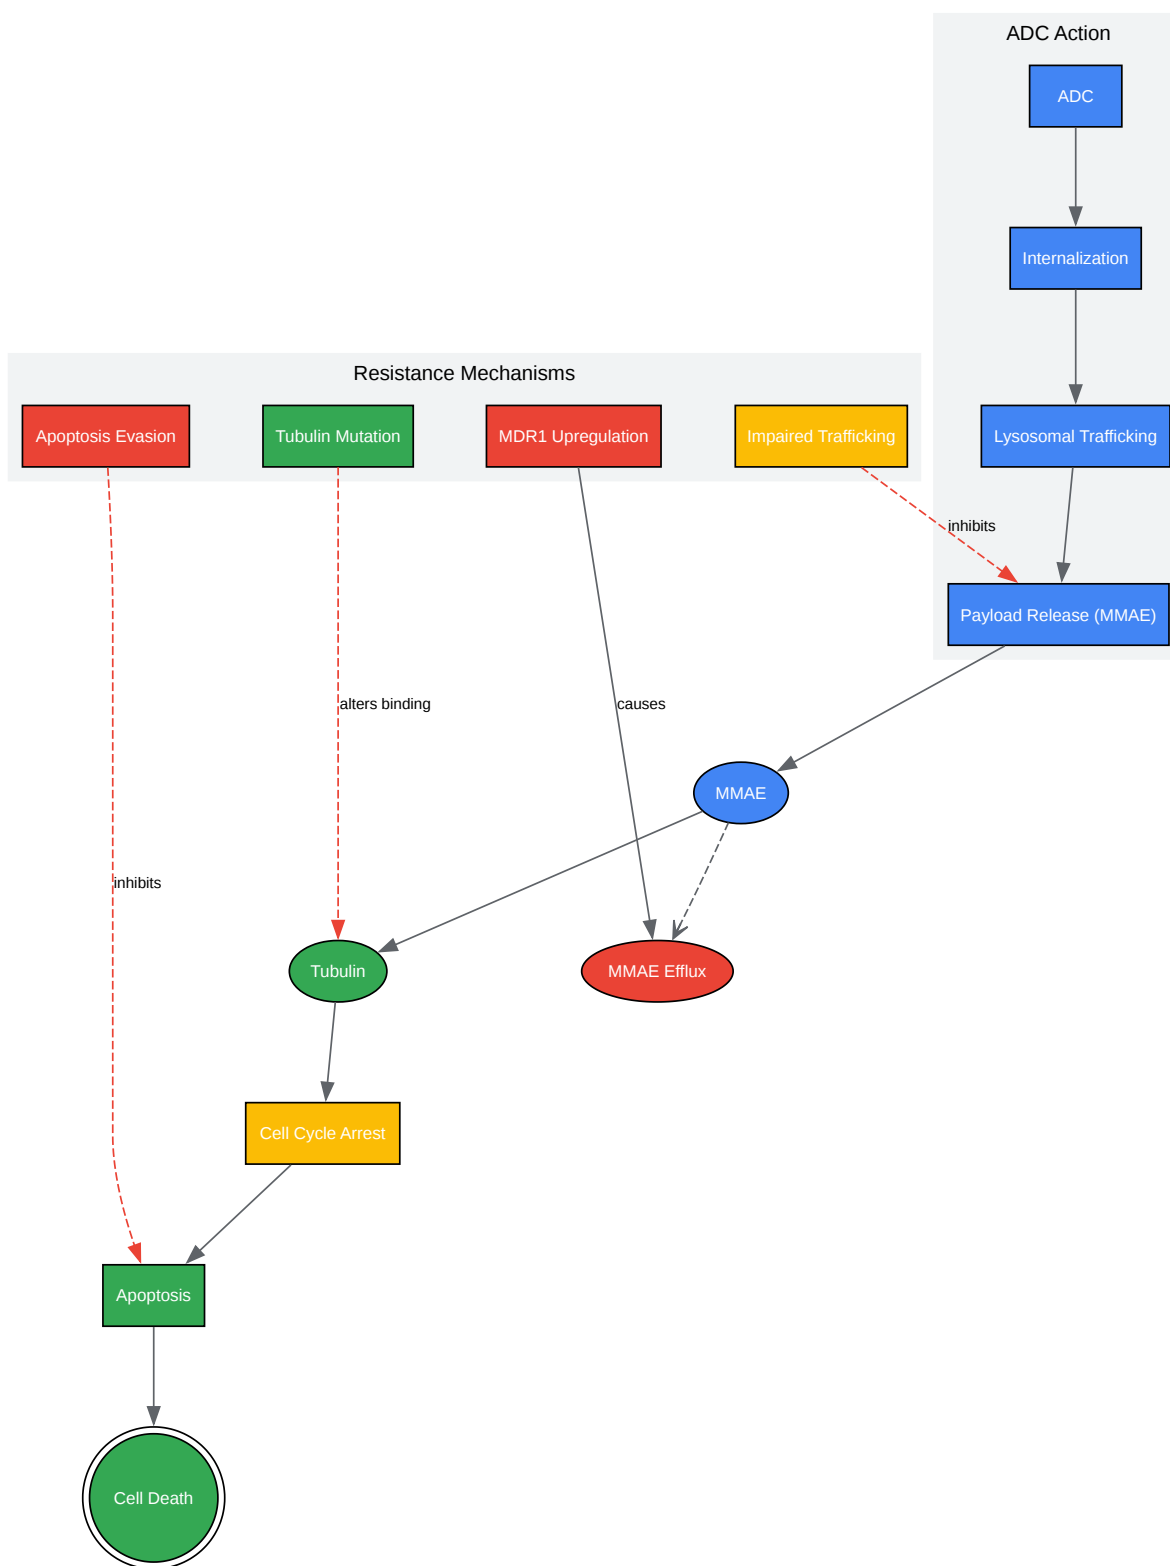 ADC Action
ADC
Internalization
Resistance Mechanisms
Apoptosis Evasion
Tubulin Mutation
MDR1 Upregulation
Impaired Trafficking
Lysosomal Trafficking
inhibits
Payload Release (MMAE)
alters binding
causes
MMAE
inhibits
Tubulin
MMAE Efflux
Cell Cycle Arrest
Apoptosis
Cell Death